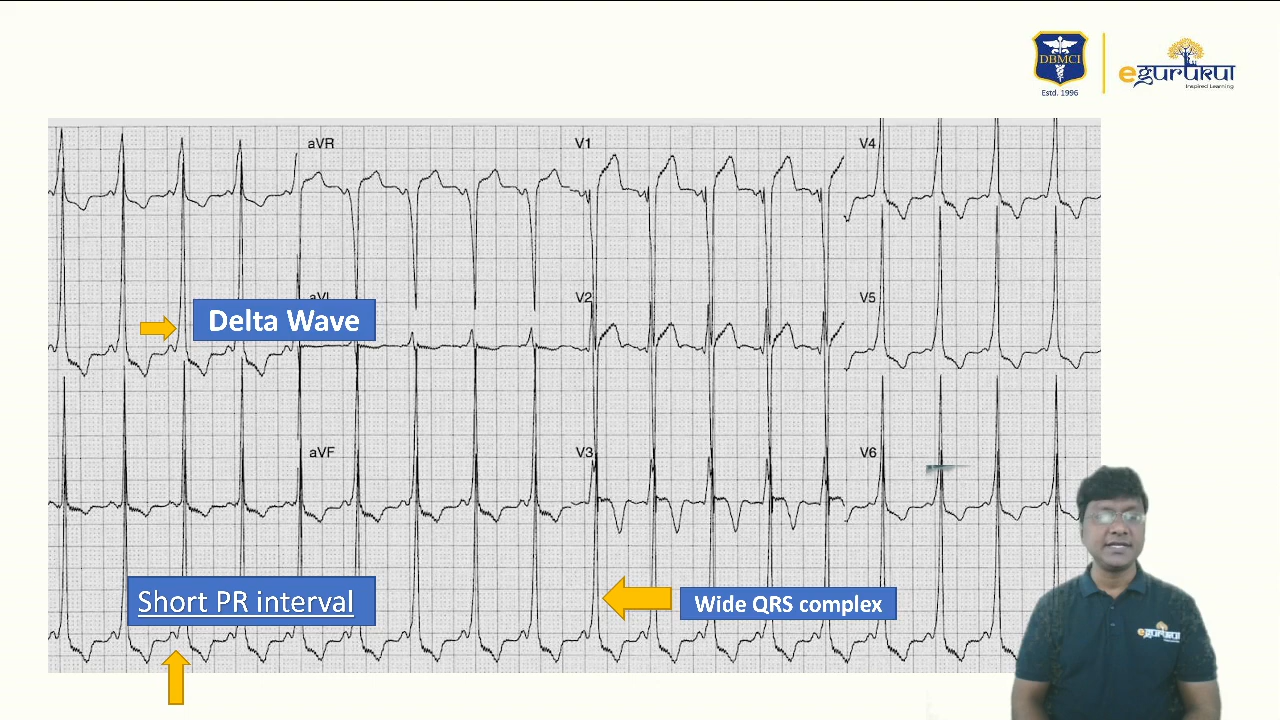 DBMCI
Estd. 1996
egurukul
Inspired Learning
aVR
V1
V4
aVL
V2
V5
Delta Wave
aVF
V3
V6
Short PR interval
Wide QRS complex
egurukul